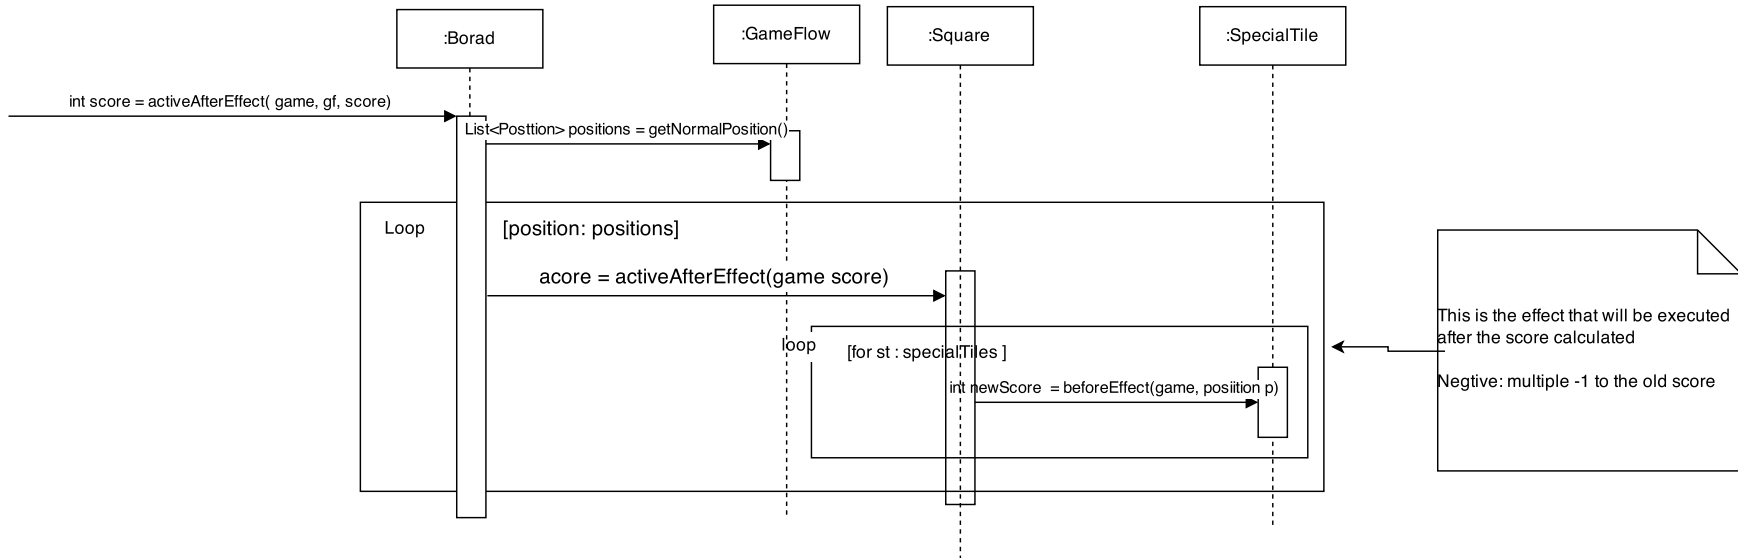 :Borad
:GameFlow
:Square
:SpecialTile
int score = activeAfterEffect( game, gf, score)
List<Posttion> positions = getNormalPosition()
Loop
[position: positions]
acore = activeAfterEffect(game score)
loop
[for st : specialTiles ]
int newScore  = beforeEffect(game, posiition p)
This is the effect that will be executed
after the score calculated
Negtive: multiple -1 to the old score